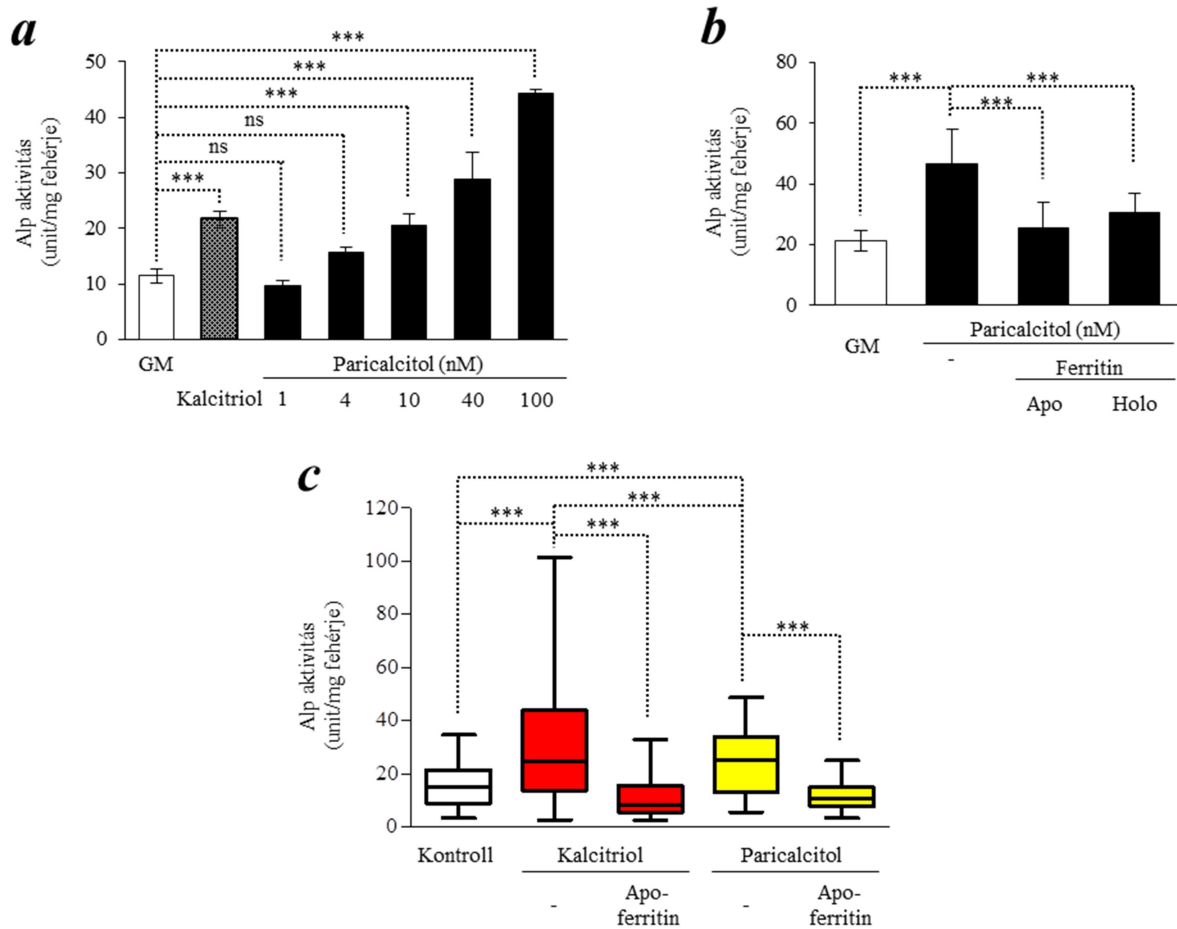 a
***
***
***
ns
ns
***
Alp aktivitás
(unit/mg fehérje)
50
40
30
20
10
0
GM
Paricalcitol (nM)
Kalcitriol 1 4 10 40 100
b
***
***
***
Alp aktivitás
(unit/mg fehérje)
80
60
40
20
0
GM
Paricalcitol (nM)
-
Ferritin
Apo Holo
c
***
***
***
***
***
Alp aktivitás
(unit/mg fehérje)
120
100
80
60
40
20
0
Kontroll Kalcitriol Paricalcitol
- Apo- - Apo-
ferritin ferritin